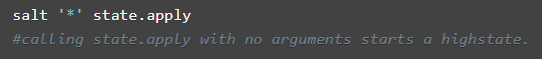 salt '*' state.apply
#calling state.apply with no arguments starts a highstate.